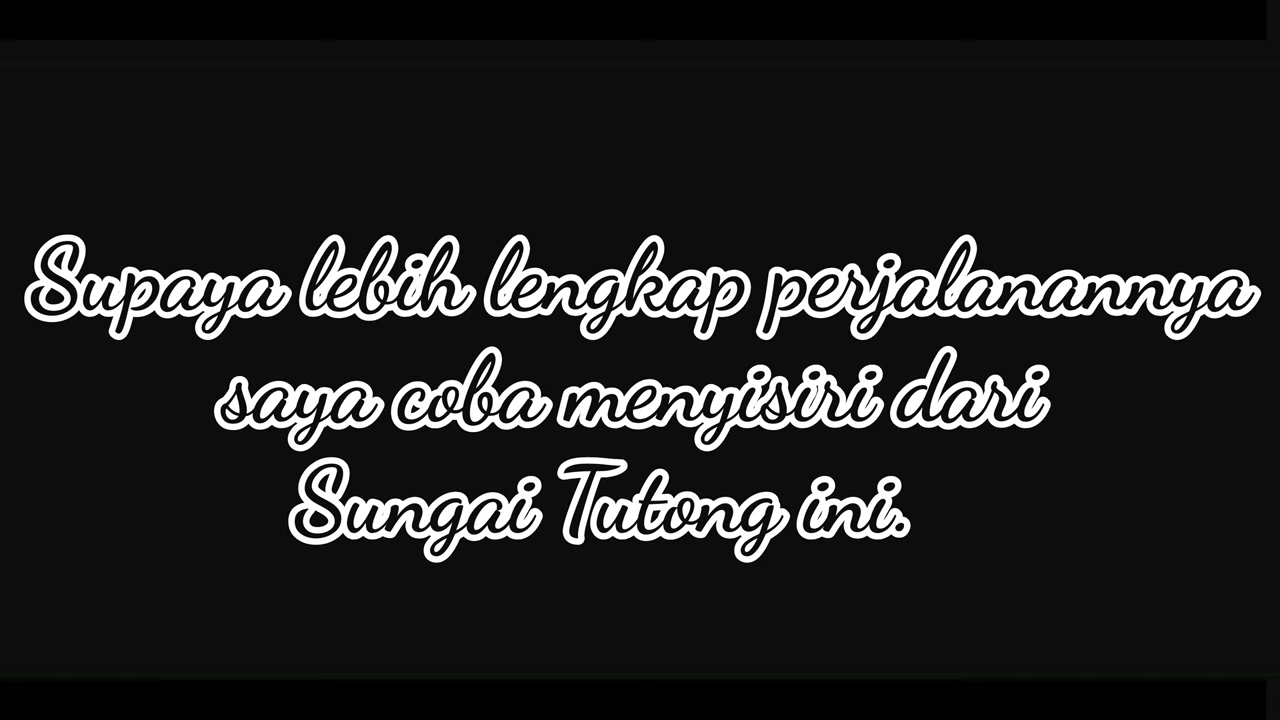 Supaya lebih lengkap perjalanannya
saya coba menyisiri dari
Sungai Tutong ini.